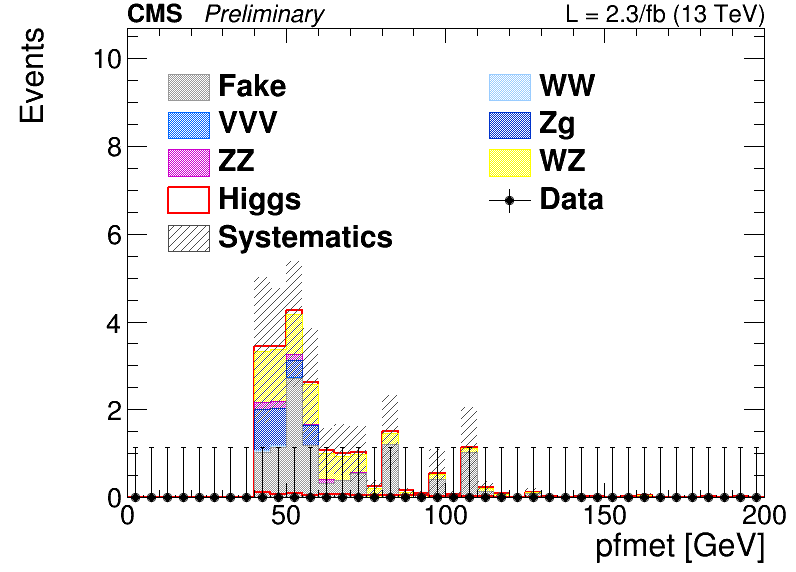 CMS Preliminary L = 2.3/fb (13 TeV)
Events
10
8
6
4
2
0
Fake WW
VVV Zg
ZZ WZ
Higgs Data
Systematics
0 50 100 150 200
pfmet [GeV]